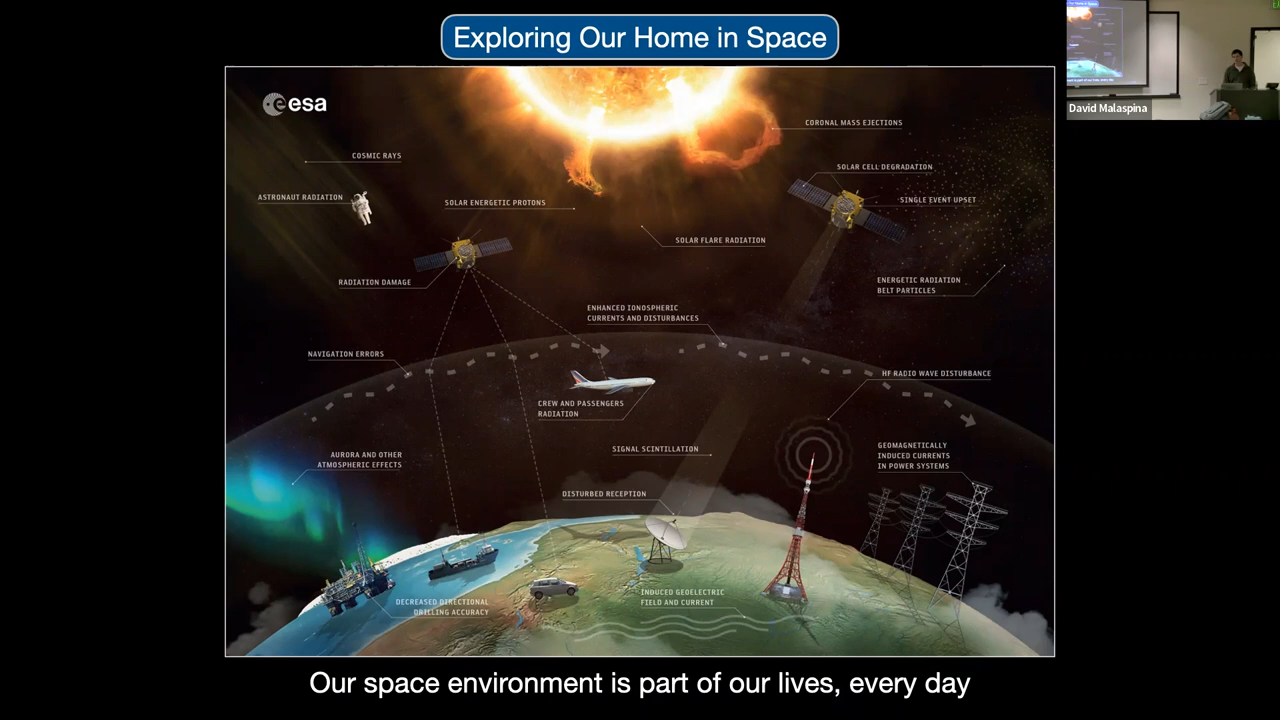 Exploring Our Home in Space
esa
CORONAL MASS EJECTIONS
COSMIC RAYS
SOLAR CELL DEGRADATION
ASTRONAUT RADIATION
SOLAR ENERGETIC PROTONS
SINGLE EVENT UPSET
SOLAR FLARE RADIATION
RADIATION DAMAGE
ENERGETIC RADIATION
BELT PARTICLES
ENHANCED IONOSPHERIC
CURRENTS AND DISTURBANCES
NAVIGATION ERRORS
HF RADIO WAVE DISTURBANCE
CREW AND PASSENGERS
RADIATION
SIGNAL SCINTILLATION
GEOMAGNETICALLY
INDUCED CURRENTS
IN POWER SYSTEMS
AURORA AND OTHER
ATMOSPHERIC EFFECTS
DISTURBED RECEPTION
DECREASED DIRECTIONAL
DRILLING ACCURACY
INDUCED GEOELECTRIC
FIELD AND CURRENT
Our space environment is part of our lives, every day
David Malaspina